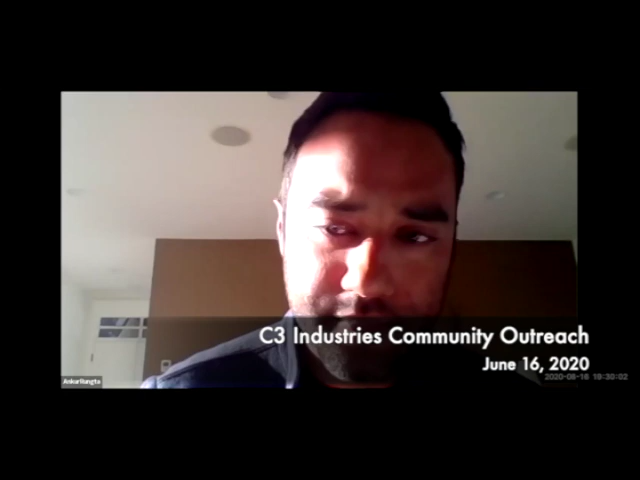 C3 Industries Community Outreach
June 16, 2020
AnkurRungta
2020-06-16 19:30:02